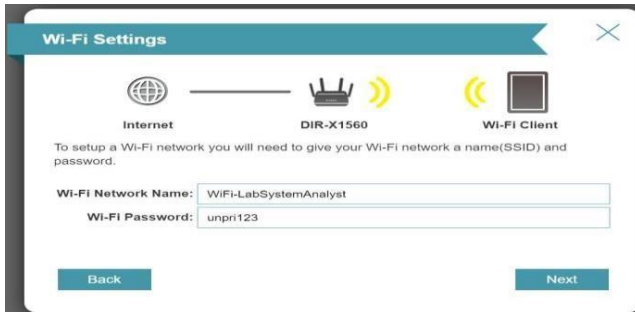 Wi-Fi Settings
Internet
DIR-X1560
Wi-Fi Client
To setup a Wi-Fi network you will need to give your Wi-Fi network a name(SSID) and
password.
Wi-Fi Network Name: WiFi-LabSystemAnalyst
Wi-Fi Password: unpri123
Back
Next